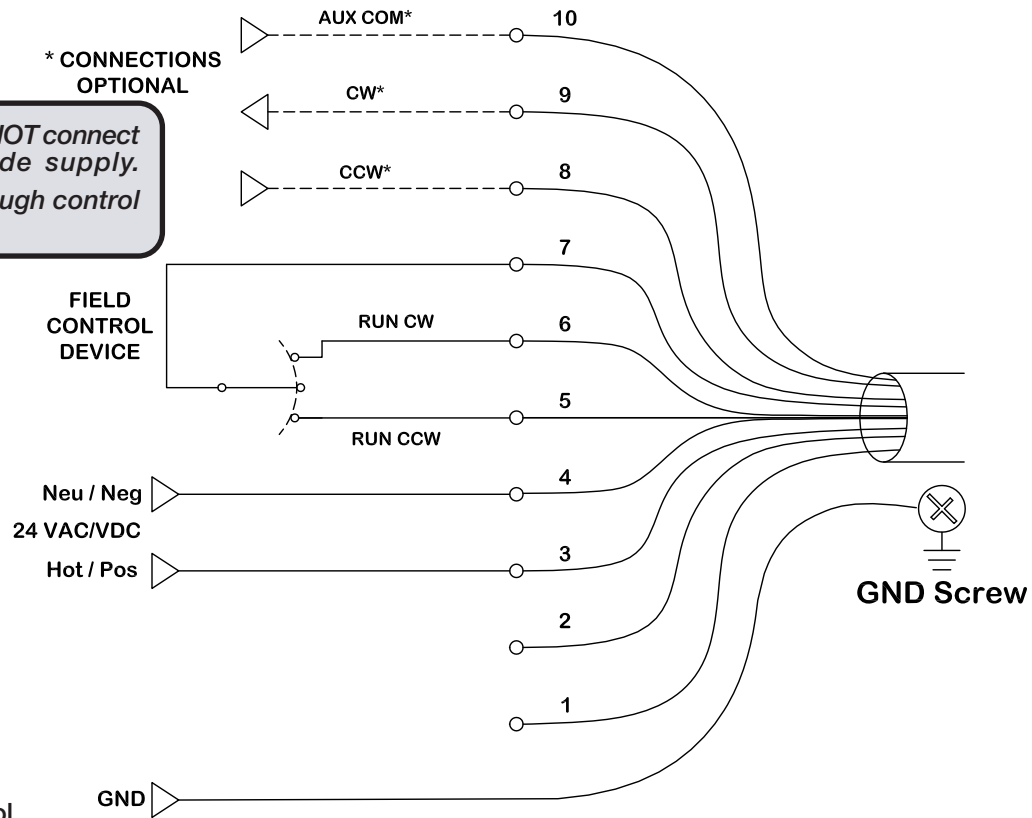 AUX COM*
10
* CONNECTIONS
OPTIONAL
CW*
9
NOT connect
de supply.
CCW*
8
ugh control
7
FIELD
CONTROL
DEVICE
RUN CW
6
5
RUN CCW
Neu / Neg
4
24 VAC/VDC
Hot / Pos
3
GND Screw
2
1
GND
ol